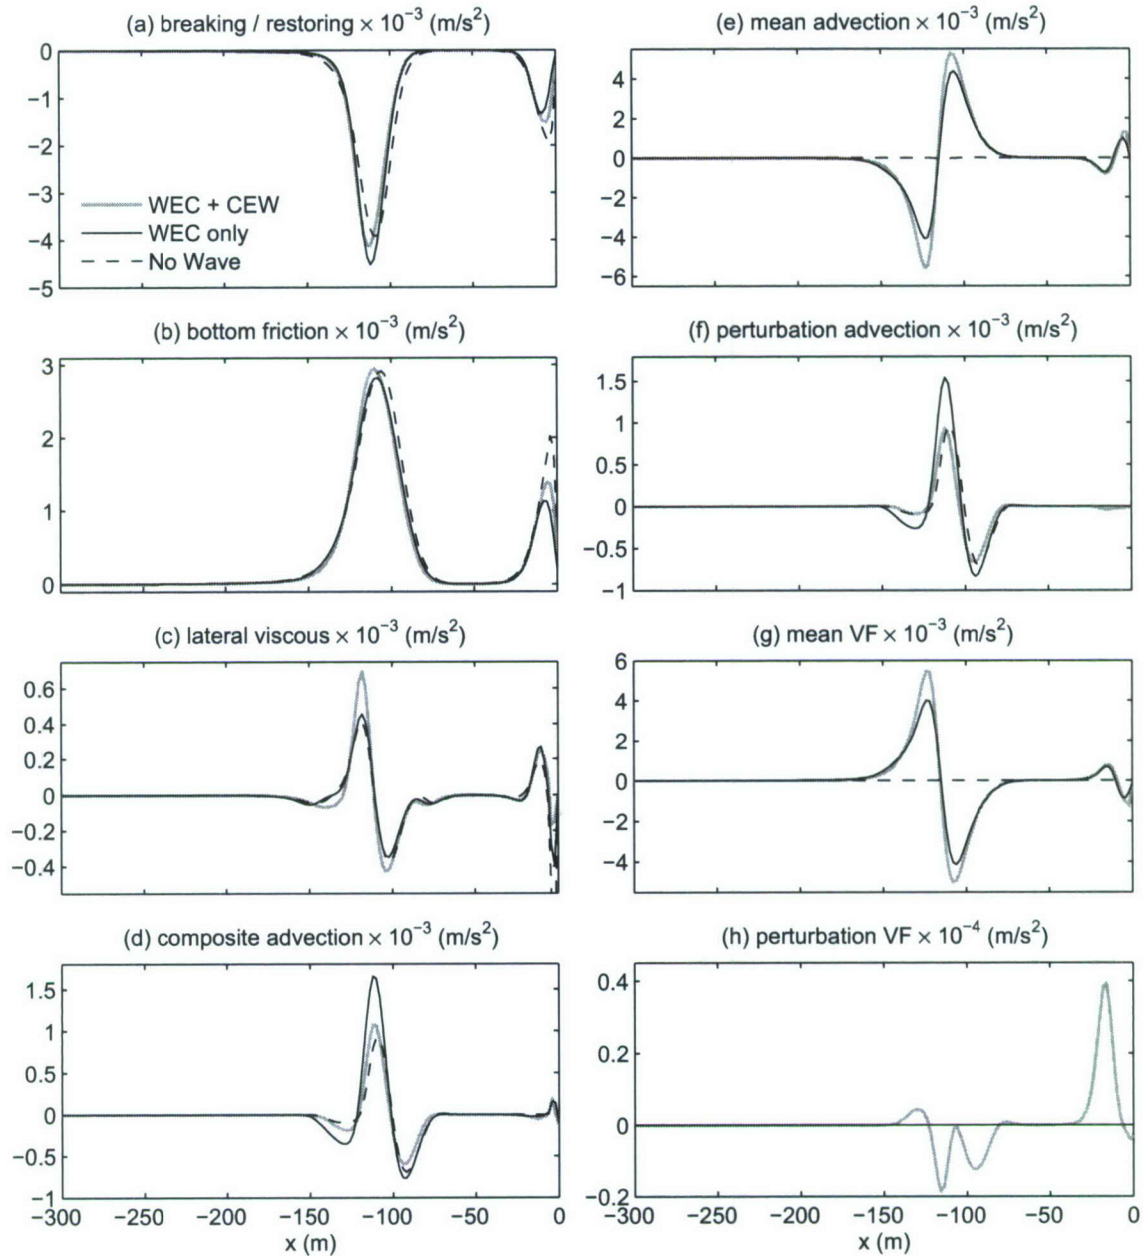 (a) breaking / restoring × 10⁻³ (m/s²)
0
−1
−2
−3
−4
−5
WEC + CEW
WEC only
No Wave
(b) bottom friction × 10⁻³ (m/s²)
3
2
1
0
(c) lateral viscous × 10⁻³ (m/s²)
0.6
0.4
0.2
0
−0.2
−0.4
(d) composite advection × 10⁻³ (m/s²)
1.5
1
0.5
0
−0.5
−1
−300 −250 −200 −150 −100 −50 0
x (m)
(e) mean advection × 10⁻³ (m/s²)
4
2
0
−2
−4
−6
(f) perturbation advection × 10⁻³ (m/s²)
1.5
1
0.5
0
−0.5
−1
(g) mean VF × 10⁻³ (m/s²)
6
4
2
0
−2
−4
(h) perturbation VF × 10⁻⁴ (m/s²)
0.4
0.2
0
−0.2
−300 −250 −200 −150 −100 −50 0
x (m)